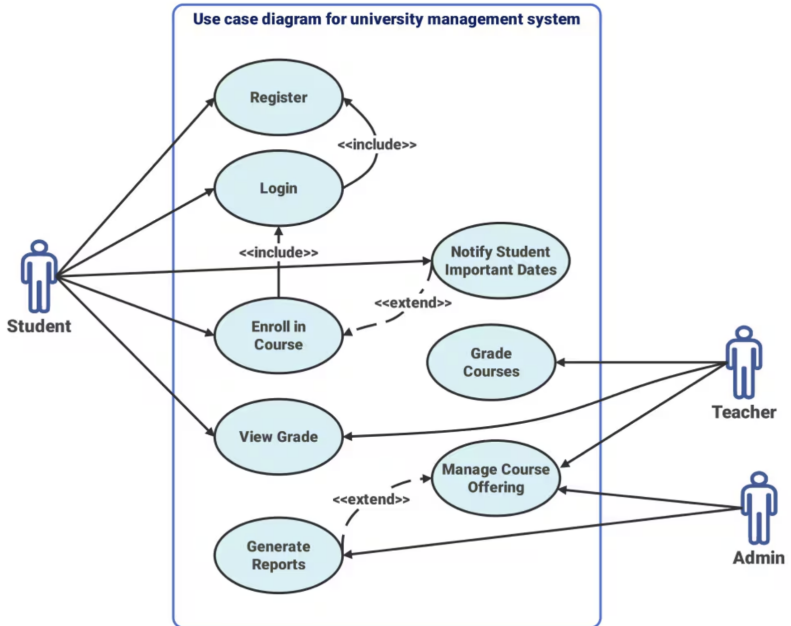 Use case diagram for university management system
Register
<<include>>
Login
<<include>>
Notify Student
Important Dates
<<extend>>
Student
Enroll in
Course
Grade
Courses
Teacher
View Grade
Manage Course
Offering
<<extend>>
Generate
Reports
Admin